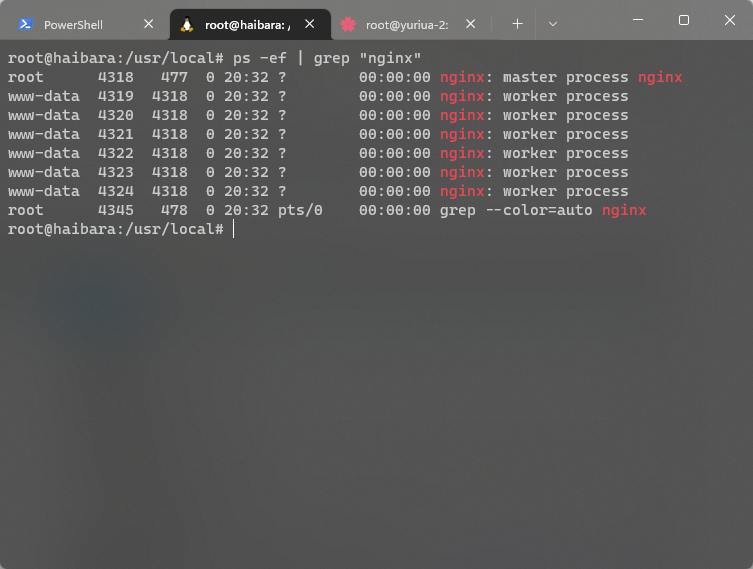 PowerShell
root@haibara: /
root@yuriua-2:
root@haibara:/usr/local# ps -ef | grep "nginx"
root      4318   477  0 20:32 ?        00:00:00 nginx: master process nginx
www-data  4319  4318  0 20:32 ?        00:00:00 nginx: worker process
www-data  4320  4318  0 20:32 ?        00:00:00 nginx: worker process
www-data  4321  4318  0 20:32 ?        00:00:00 nginx: worker process
www-data  4322  4318  0 20:32 ?        00:00:00 nginx: worker process
www-data  4323  4318  0 20:32 ?        00:00:00 nginx: worker process
www-data  4324  4318  0 20:32 ?        00:00:00 nginx: worker process
root      4345   478  0 20:32 pts/0    00:00:00 grep --color=auto nginx
root@haibara:/usr/local#